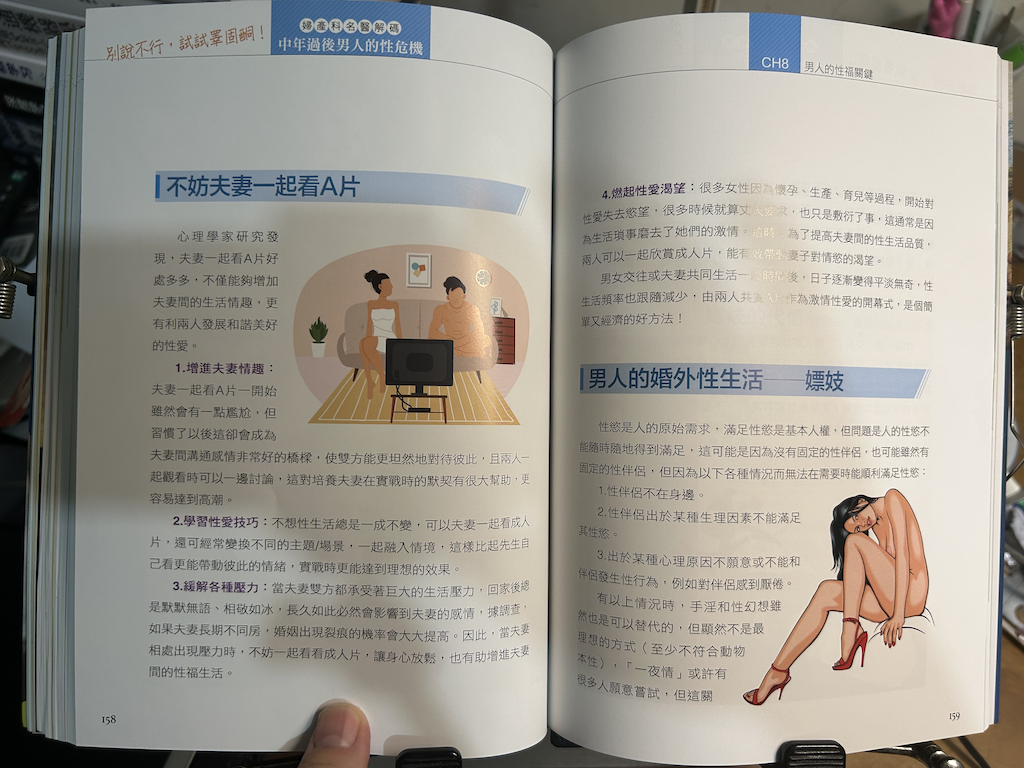 別說不行，試試睪固酮！
婦產科名醫解碼
中年過後男人的性危機
不妨夫妻一起看A片
心理學家研究發
現，夫妻一起看A片好
處多多，不僅能夠增加
夫妻間的生活情趣，更
有利兩人發展和諧美好
的性愛。
1.增進夫妻情趣：
夫妻一起看A片一開始
雖然會有一點尷尬，但
習慣了以後這卻會成為
夫妻間溝通感情非常好的橋樑，使雙方能更坦然地對待彼此，且兩人一
起觀看時可以一邊討論，這對培養夫妻在實戰時的默契有很大幫助，更
容易達到高潮。
2.學習性愛技巧：不想性生活總是一成不變，可以夫妻一起看成人
片，還可經常變換不同的主題/場景，一起融入情境，這樣比起先生自
己看更能帶動彼此的情緒，實戰時更能達到理想的效果。
3.緩解各種壓力：當夫妻雙方都承受著巨大的生活壓力，回家後總
是默默無語、相敬如冰，長久如此必然會影響到夫妻的感情，據調查，
如果夫妻長期不同房，婚姻出現裂痕的機率會大大提高。因此，當夫妻
相處出現壓力時，不妨一起看看成人片，讓身心放鬆，也有助增進夫妻
間的性福生活。
158
CH8
男人的性福關鍵
4.燃起性愛渴望：很多女性因為懷孕、生產、育兒等過程，開始對
性愛失去慾望，很多時候就算丈夫要求，也只是敷衍了事，這通常是因
為生活瑣事磨去了她們的激情。這時，為了提高夫妻間的性生活品質，
兩人可以一起欣賞成人片，能有效帶動妻子對情慾的渴望。
男女交往或夫妻共同生活一段時間後，日子逐漸變得平淡無奇，性
生活頻率也跟隨減少，由兩人共賞A片作為激情性愛的開幕式，是個簡
單又經濟的好方法！
男人的婚外性生活——嫖妓
性慾是人的原始需求，滿足性慾是基本人權，但問題是人的性慾不
能隨時隨地得到滿足，這可能是因為沒有固定的性伴侶，也可能雖然有
固定的性伴侶，但因為以下各種情況而無法在需要時能順利滿足性慾：
1.性伴侶不在身邊。
2.性伴侶出於某種生理因素不能滿足
其性慾。
3.出於某種心理原因不願意或不能和
伴侶發生性行為，例如對伴侶感到厭倦。
有以上情況時，手淫和性幻想雖
然也是可以替代的，但顯然不是最
理想的方式（至少不符合動物
本性），「一夜情」或許有
很多人願意嘗試，但這關
159